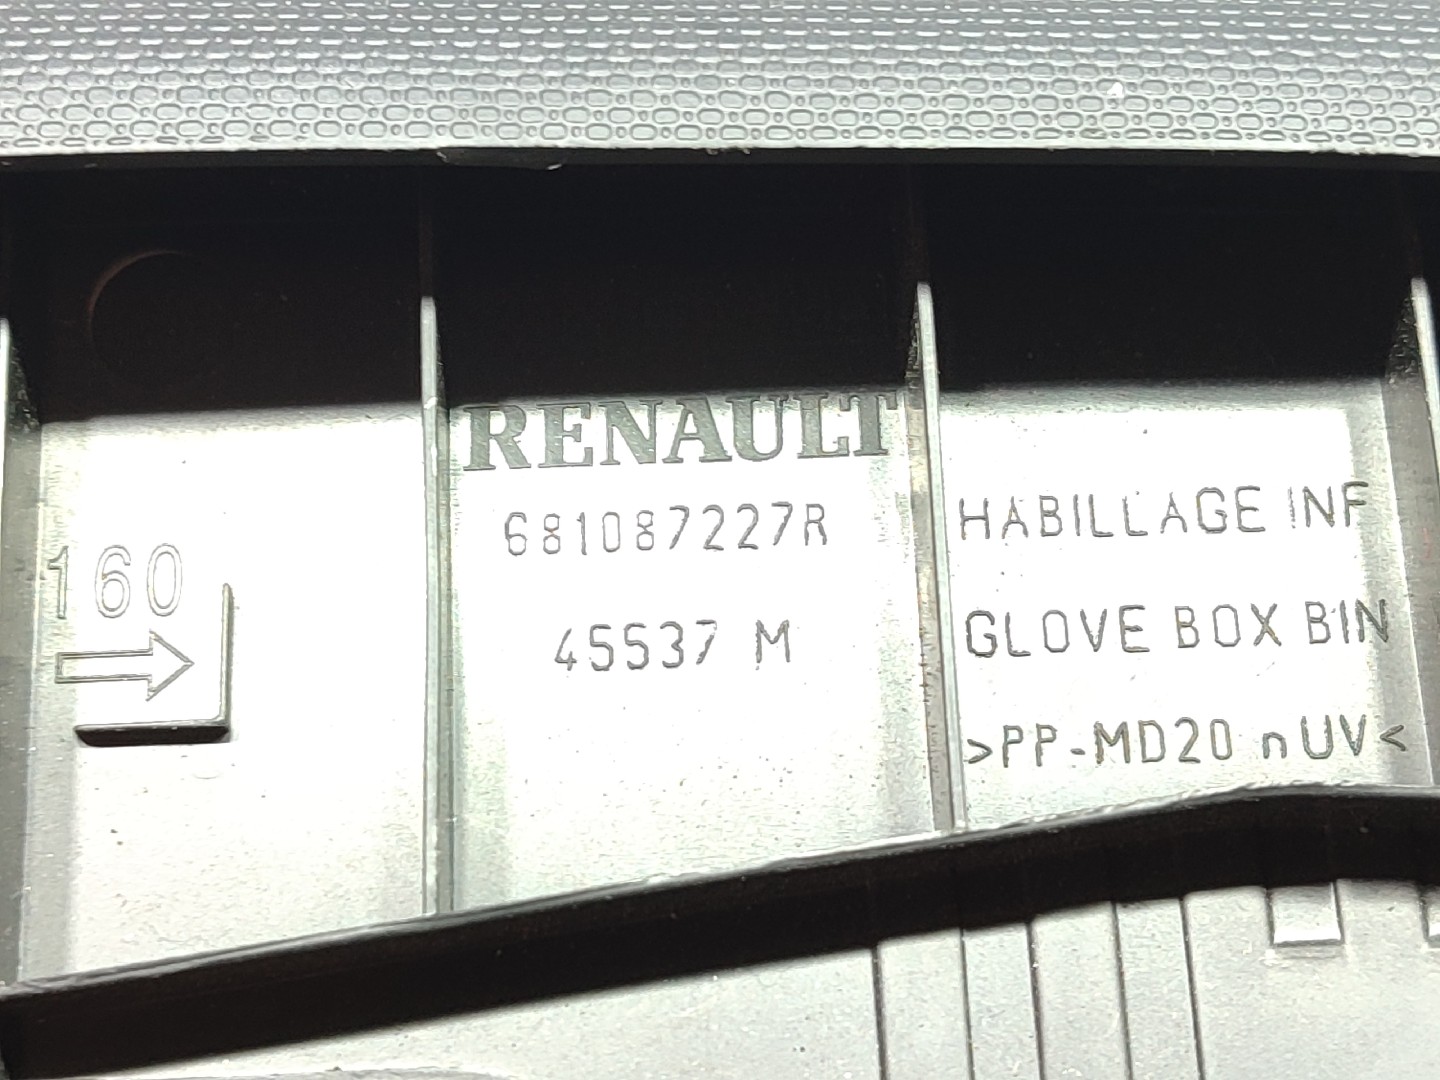 RENAULT
681087227R
45537 M
HABILLAGE INF
GLOVE BOX BIN
>PP-MD20 nUV<
160